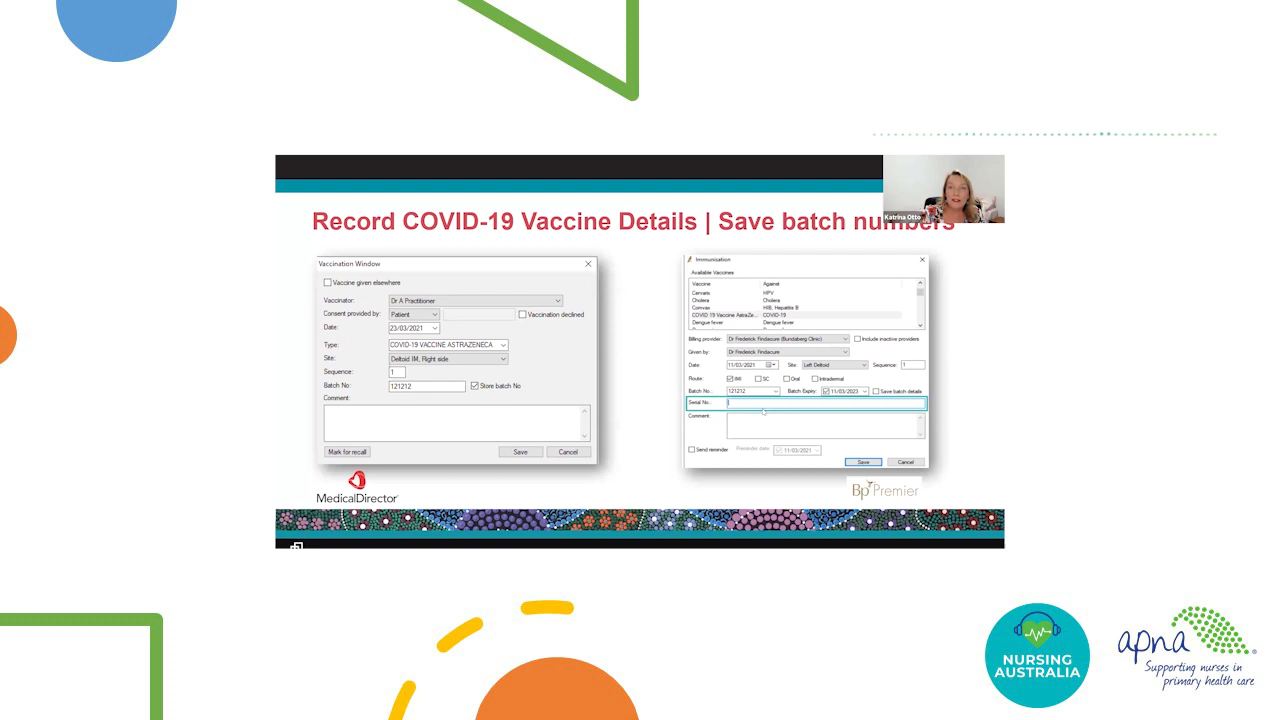 Katrina Otto
Record COVID-19 Vaccine Details | Save batch numbers
Vaccination Window
Vaccine given elsewhere
Vaccinator: Dr A Practitioner
Consent provided by: Patient Vaccination declined
Date: 23/03/2021
Type: COVID-19 VACCINE ASTRAZENECA
Site: Deltoid IM, Right side
Sequence: 1
Batch No: 121212 Store batch No
Comment:
Mark for recall Save Cancel
MedicalDirector
Immunisation
Available Vaccines
Vaccine Against
Cervarix HPV
Cholera Cholera
Comvax HIB, Hepatitis B
COVID-19 Vaccine AstraZe... COVID-19
Dengue fever Dengue fever
Billing provider: Dr Frederick Findacure (Bundaberg Clinic) Include inactive providers
Given by: Dr Frederick Findacure
Date: 11/03/2021 Site: Left Deltoid Sequence: 1
Route: IMI SC Oral Intradermal
Batch No.: 121212 Batch Expiry: 11/03/2023 Save batch details
Serial No.:
Comment:
Send reminder Reminder date: 11/03/2021
Save Cancel
Bp Premier
NURSING
AUSTRALIA
apna
Supporting nurses in
primary health care